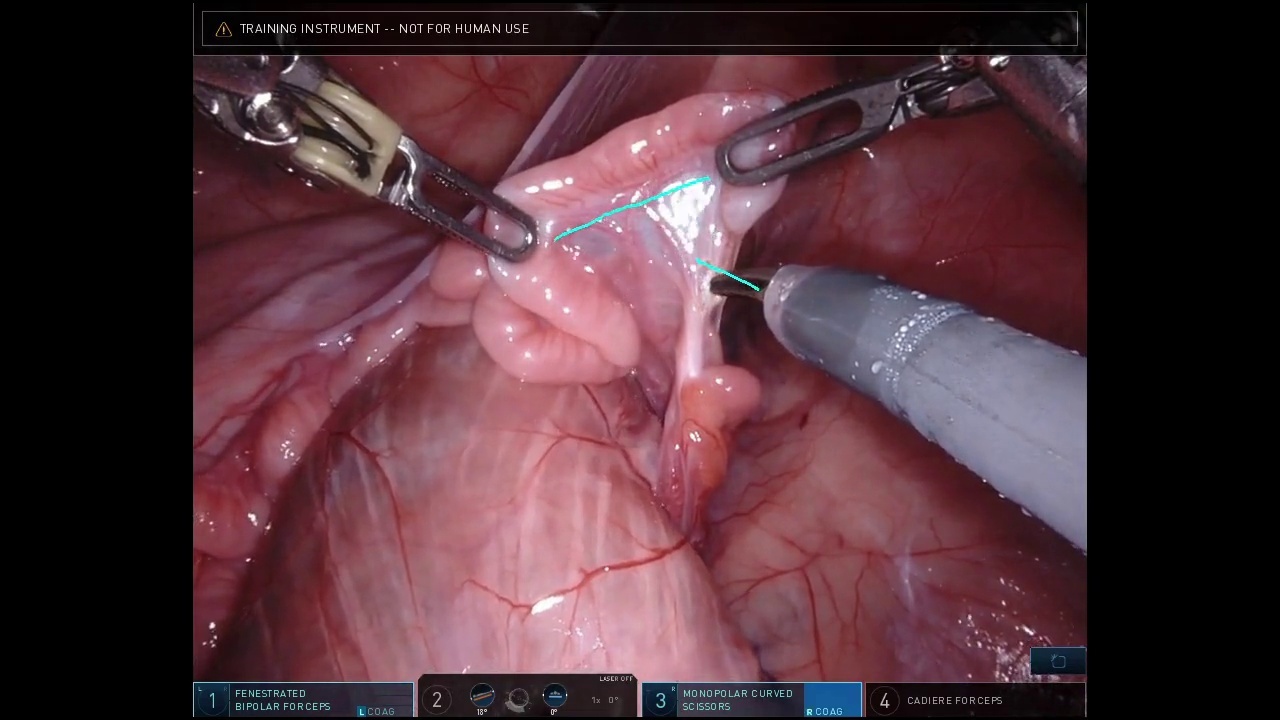 TRAINING INSTRUMENT -- NOT FOR HUMAN USE
LASER OFF
1 FENESTRATED BIPOLAR FORCEPS
L COAG
2
18°
0°
1x 0°
3 MONOPOLAR CURVED SCISSORS
R
R COAG
4 CADIERE FORCEPS